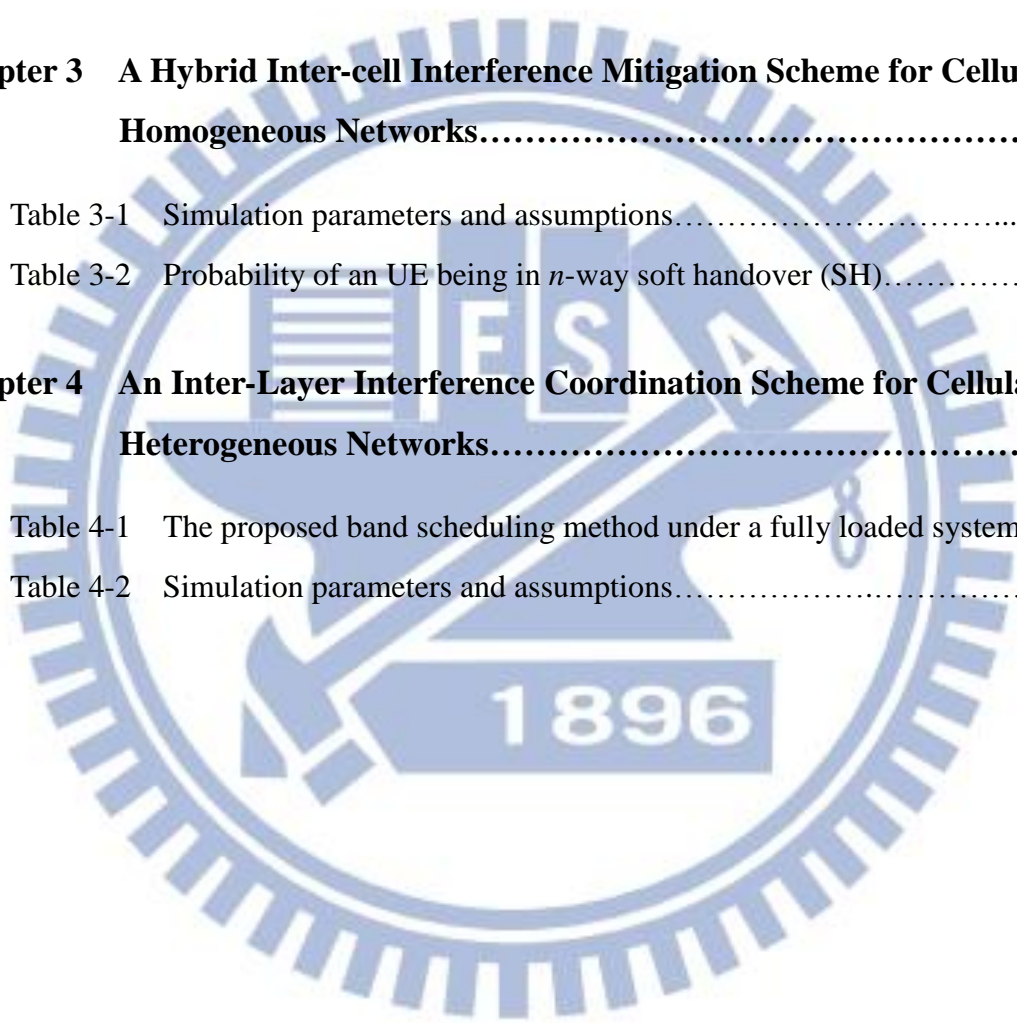 pter 3 A Hybrid Inter-cell Interference Mitigation Scheme for Cellu
Homogeneous Networks…………………………………………
Table 3-1 Simulation parameters and assumptions…………………………...
Table 3-2 Probability of an UE being in n-way soft handover (SH)…………
E S A
pter 4 An Inter-Layer Interference Coordination Scheme for Cellula
Heterogeneous Networks…………………………………………
Table 4-1 The proposed band scheduling method under a fully loaded system
Table 4-2 Simulation parameters and assumptions……………….……………
1896